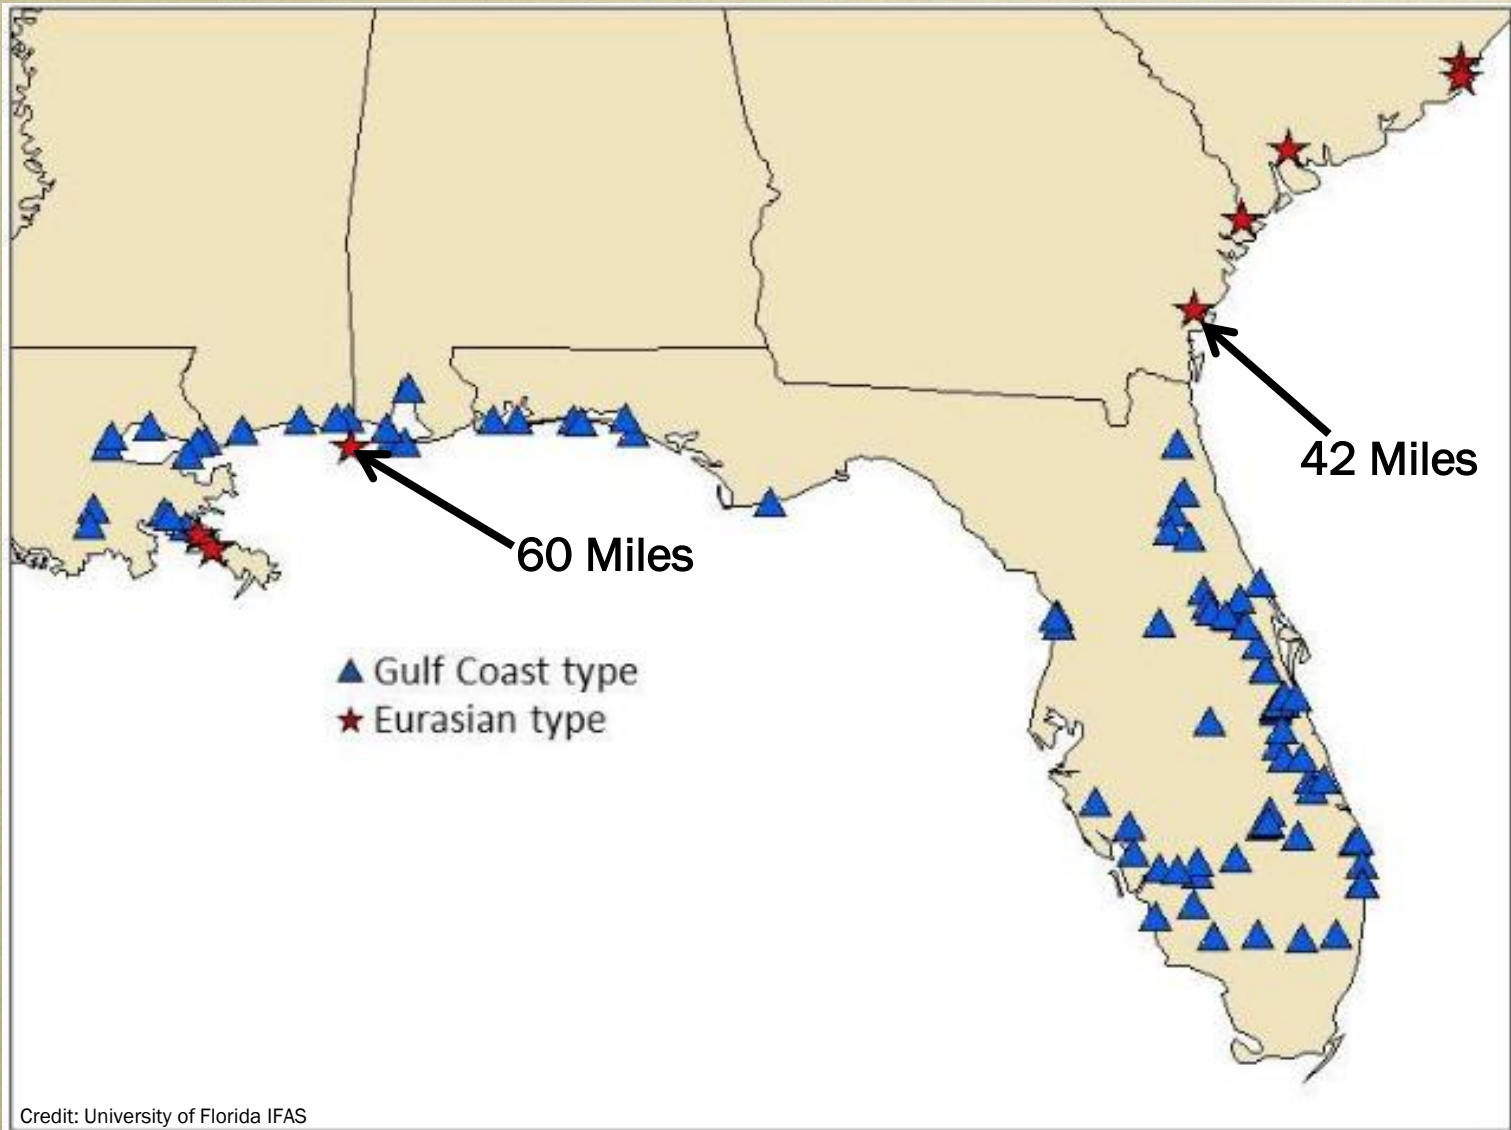 42 Miles
60 Miles
Gulf Coast type
Eurasian type
Credit: University of Florida IFAS